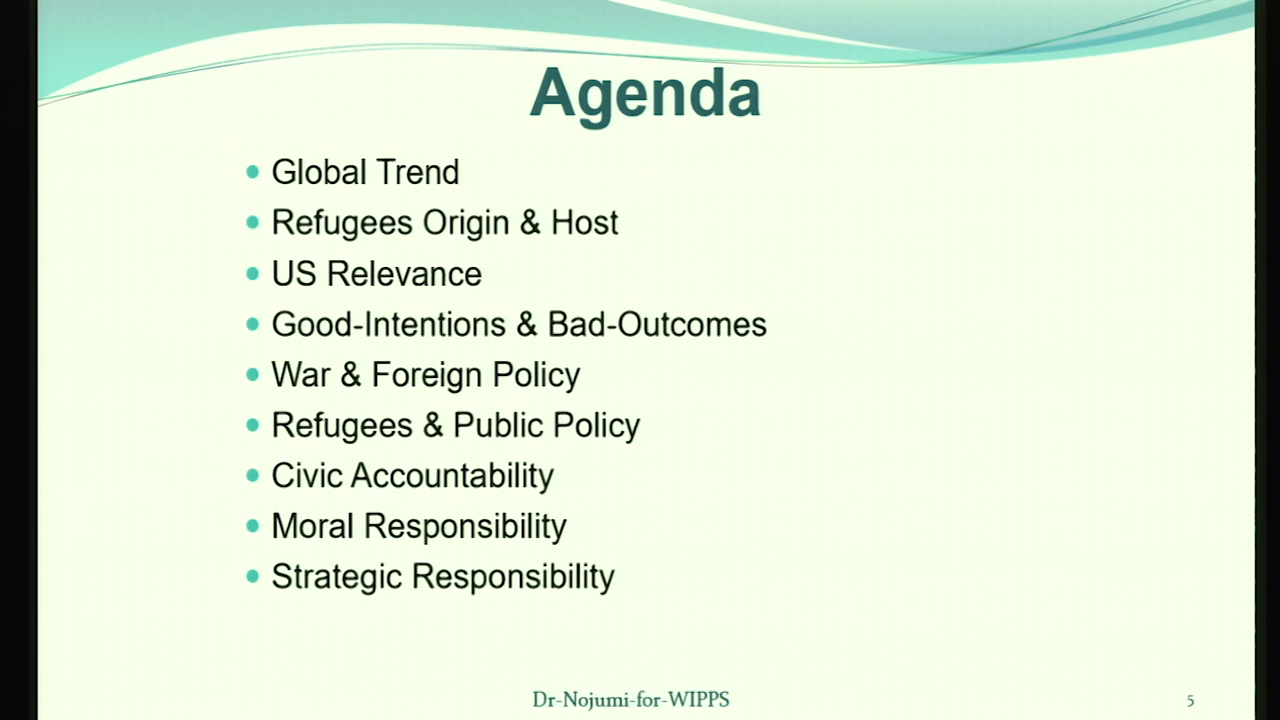 Agenda
Global Trend
Refugees Origin & Host
US Relevance
Good-Intentions & Bad-Outcomes
War & Foreign Policy
Refugees & Public Policy
Civic Accountability
Moral Responsibility
Strategic Responsibility
Dr-Nojumi-for-WIPPS
5